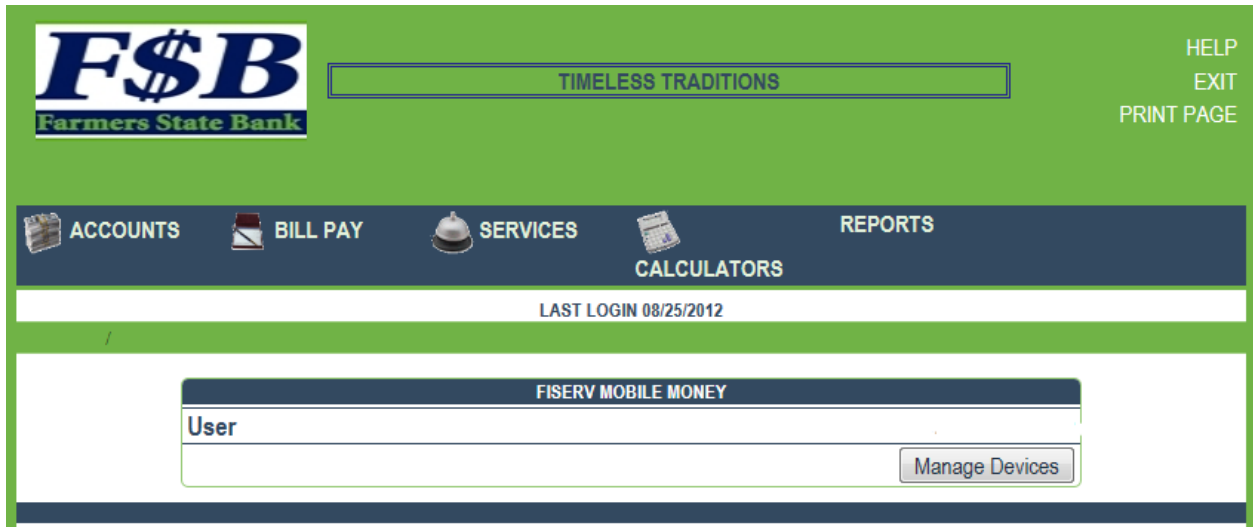 F$B
Farmers State Bank
TIMELESS TRADITIONS
HELP
EXIT
PRINT PAGE
ACCOUNTS
BILL PAY
SERVICES
CALCULATORS
REPORTS
LAST LOGIN 08/25/2012
/
FISERV MOBILE MONEY
User
Manage Devices